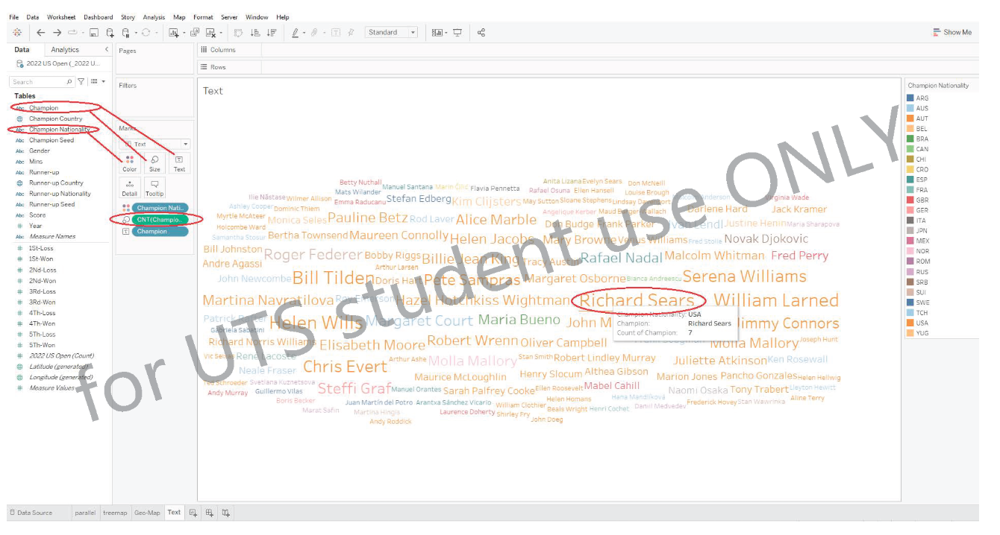 File Data Worksheet Dashboard Story Analysis Map Format Server Window Help
Standard
Show Me
Data Analytics
2022 US Open (_2022 U...
Search
Tables
Abc Champion
Champion Country
Abc Champion Nationality
Abc Champion Seed
Abc Gender
Abc Mins
Abc Runner-up
Runner-up Country
Abc Runner-up Nationality
Abc Runner-up Seed
Abc Score
# Year
Abc Measure Names
# 1St-Loss
# 1St-Won
# 2Nd-Loss
# 2Nd-Won
# 3Rd-Loss
# 3Rd-Won
# 4Th-Loss
# 4Th-Won
# 5Th-Loss
# 5Th-Won
# 2022 US Open (Count)
Latitude (generated)
Longitude (generated)
# Measure Values
Pages
Filters
Marks
Text
Color Size Text
Detail Tooltip
Champion Nati..
CNT(Champio..
Champion
Columns
Rows
Text
Betty Nuthall Manuel Santana Marin Čilić Flavia Pennetta Anita Lizana Evelyn Sears Don McNeill
Mats Wilander Rafael Osuna Ellen Hansell Louise Brough
Ilie Năstase Wilmer Allison Emma Raducanu Stefan Edberg Kim Clijsters May Sutton Sloane Stephens Lindsay Davenport Malcolm Anderson Virginia Wade
Ashley Cooper Dominic Thiem Angelique Kerber Maud Barger-Wallach Darlene Hard Jack Kramer
Myrtle McAteer Monica Seles Pauline Betz Rod Laver Alice Marble Don Budge Frank Parker Ivan Lendl Justine Henin Maria Sharapova
Holcombe Ward
Samantha Stosur Bertha Townsend Maureen Connolly Helen Jacobs Mary Browne Venus Williams Fred Stolle Novak Djokovic
Bill Johnston Roger Federer Bobby Riggs Billie Jean King Tracy Austin Rafael Nadal Malcolm Whitman Fred Perry
Andre Agassi Arthur Larsen
John Newcombe Bill Tilden Doris Hart Pete Sampras Margaret Osborne Bianca Andreescu Serena Williams
Martina Navratilova Roy Emerson Hazel Hotchkiss Wightman Richard Sears William Larned
Patrick Rafter Helen Wills Margaret Court Maria Bueno John M Jimmy Connors
Gabriela Sabatini
Richard Norris Williams Elisabeth Moore Robert Wrenn Oliver Campbell Molla Mallory Joseph Hunt
Vic Seixas Rene Lacoste Arthur Ashe Molla Mallory Stan Smith Robert Lindley Murray Juliette Atkinson Ken Rosewall
Neale Fraser Chris Evert Maurice McLoughlin Henry Slocum Althea Gibson Marion Jones Pancho Gonzales Helen Hellwig
Ted Schroeder Svetlana Kuznetsova Steffi Graf Manuel Orantes Sarah Palfrey Cooke Ellen Roosevelt Mabel Cahill Naomi Osaka Tony Trabert Lleyton Hewitt
Andy Murray Guillermo Vilas Helen Homans Hana Mandlíková Aline Terry
Boris Becker Juan Martín del Potro Arantxa Sánchez Vicario William Clothier Beals Wright Henri Cochet Daniil Medvedev Frederick Hovey Stan Wawrinka
Marat Safin Martina Hingis Laurence Doherty Shirley Fry
Andy Roddick John Doeg
Champion Nationality: USA
Champion: Richard Sears
Count of Champion: 7
Champion Nationality
ARG
AUS
AUT
BEL
BRA
CAN
CHI
CRO
ESP
FRA
GBR
GER
ITA
JPN
MEX
NOR
ROM
RUS
SRB
SUI
SWE
TCH
USA
YUG
for UTS student use ONLY
Data Source parallel treemap Geo-Map Text